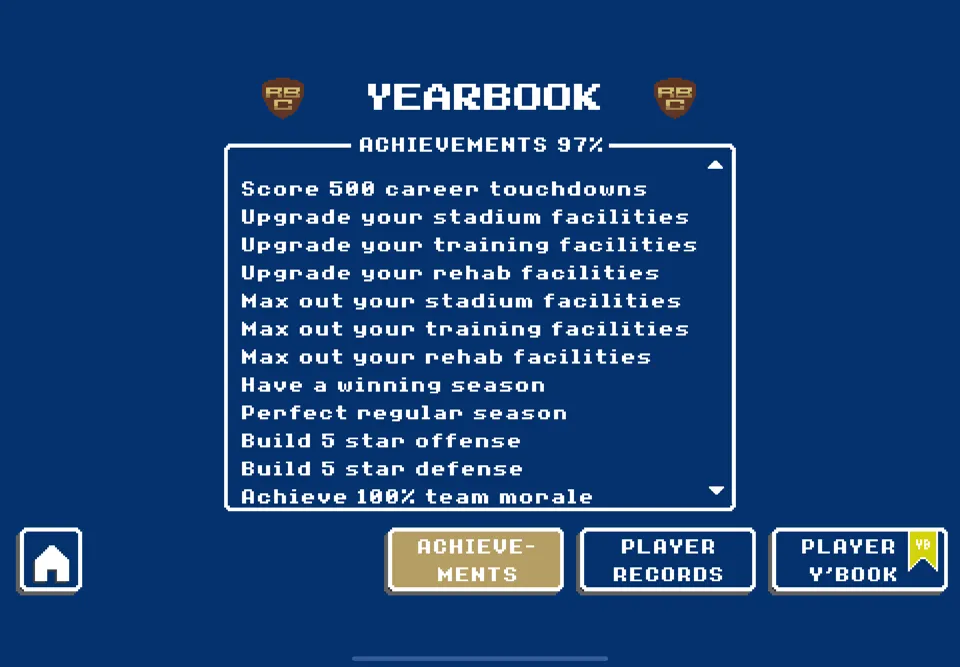 RBC
YEARBOOK
RBC
ACHIEVEMENTS 97%
Score 500 career touchdowns
Upgrade your stadium facilities
Upgrade your training facilities
Upgrade your rehab facilities
Max out your stadium facilities
Max out your training facilities
Max out your rehab facilities
Have a winning season
Perfect regular season
Build 5 star offense
Build 5 star defense
Achieve 100% team morale
ACHIEVE-
MENTS
PLAYER
RECORDS
PLAYER
Y'BOOK
YB